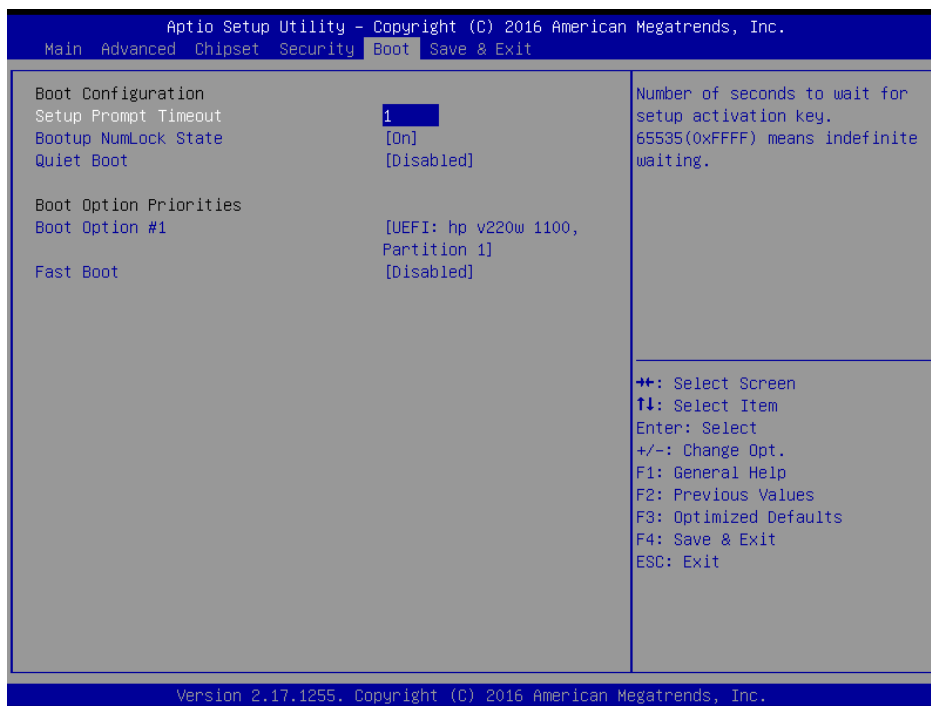 Aptio Setup Utility – Copyright (C) 2016 American Megatrends, Inc.
Main Advanced Chipset Security Boot Save & Exit
Boot Configuration
Setup Prompt Timeout 1
Bootup NumLock State [On]
Quiet Boot [Disabled]
Boot Option Priorities
Boot Option #1 [UEFI: hp v220w 1100,
Partition 1]
Fast Boot [Disabled]
Number of seconds to wait for
setup activation key.
65535(0xFFFF) means indefinite
waiting.
→←: Select Screen
↑↓: Select Item
Enter: Select
+/-: Change Opt.
F1: General Help
F2: Previous Values
F3: Optimized Defaults
F4: Save & Exit
ESC: Exit
Version 2.17.1255. Copyright (C) 2016 American Megatrends, Inc.